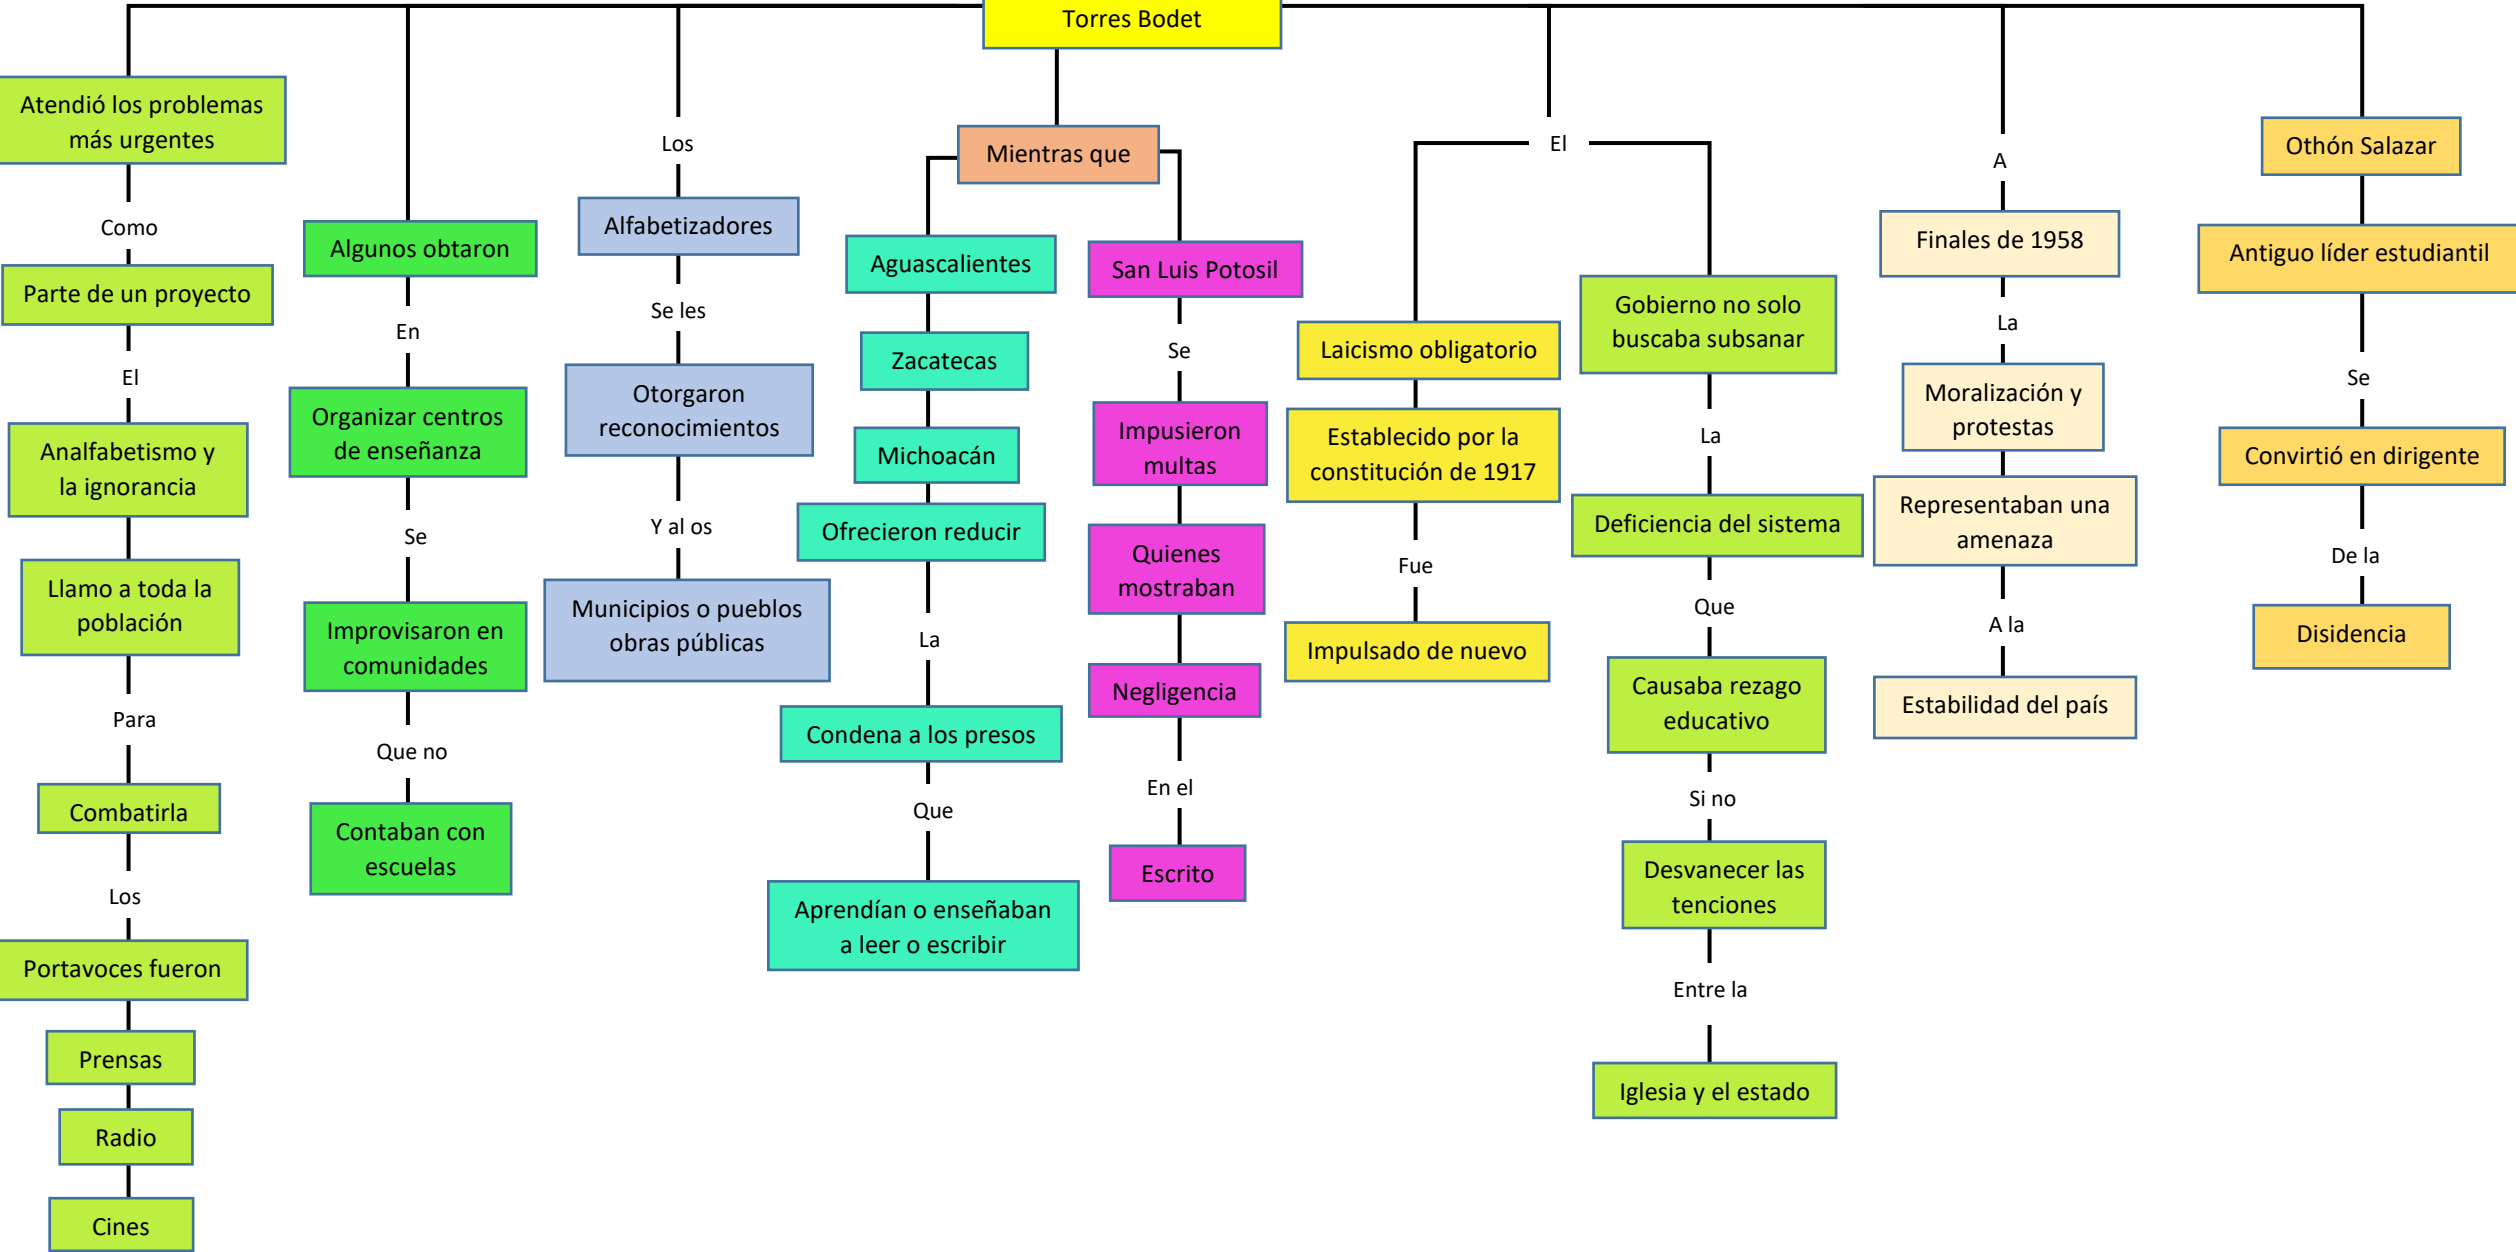 Torres Bodet
Atendió los problemas
más urgentes
Como
Parte de un proyecto
El
Analfabetismo y
la ignorancia
Llamo a toda la
población
Para
Combatirla
Los
Portavoces fueron
Prensas
Radio
Cines
Algunos obtaron
En
Organizar centros
de enseñanza
Se
Improvisaron en
comunidades
Que no
Contaban con
escuelas
Los
Alfabetizadores
Se les
Otorgaron
reconocimientos
Y al os
Municipios o pueblos
obras públicas
Mientras que
Aguascalientes
Zacatecas
Michoacán
Ofrecieron reducir
La
Condena a los presos
Que
Aprendían o enseñaban
a leer o escribir
San Luis Potosil
Se
Impusieron
multas
Quienes
mostraban
Negligencia
En el
Escrito
El
Laicismo obligatorio
Establecido por la
constitución de 1917
Fue
Impulsado de nuevo
Gobierno no solo
buscaba subsanar
La
Deficiencia del sistema
Que
Causaba rezago
educativo
Si no
Desvanecer las
tenciones
Entre la
Iglesia y el estado
A
Finales de 1958
La
Moralización y
protestas
Representaban una
amenaza
A la
Estabilidad del país
Othón Salazar
Antiguo líder estudiantil
Se
Convirtió en dirigente
De la
Disidencia